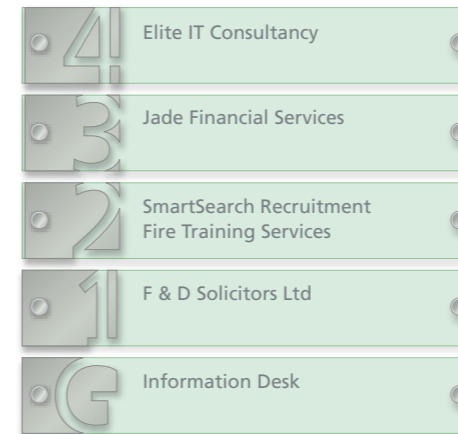 4
Elite IT Consultancy
3
Jade Financial Services
2
SmartSearch Recruitment
Fire Training Services
1
F & D Solicitors Ltd
G
Information Desk